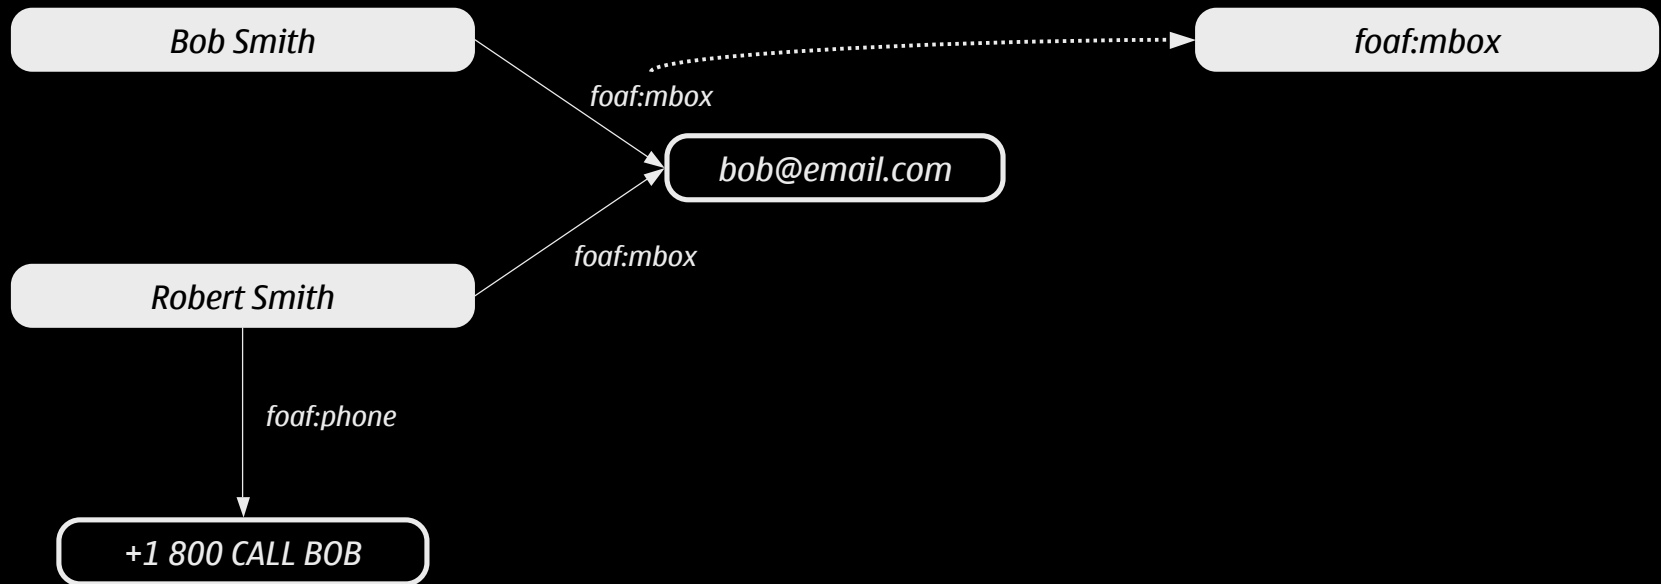 Bob Smith
foaf:mbox
foaf:mbox
bob@email.com
foaf:mbox
Robert Smith
foaf:phone
+1 800 CALL BOB